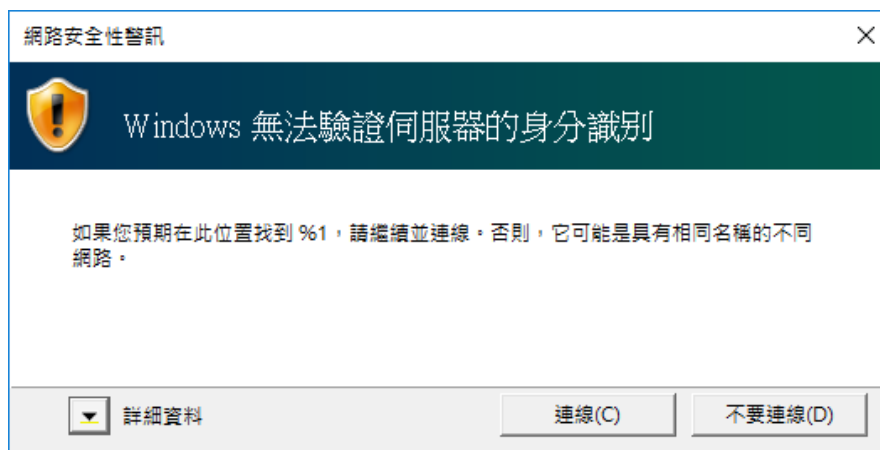 網路安全性警訊
Windows 無法驗證伺服器的身分識別
如果您預期在此位置找到 %1，請繼續並連線。否則，它可能是具有相同名稱的不同
網路。
詳細資料
連線(C)
不要連線(D)